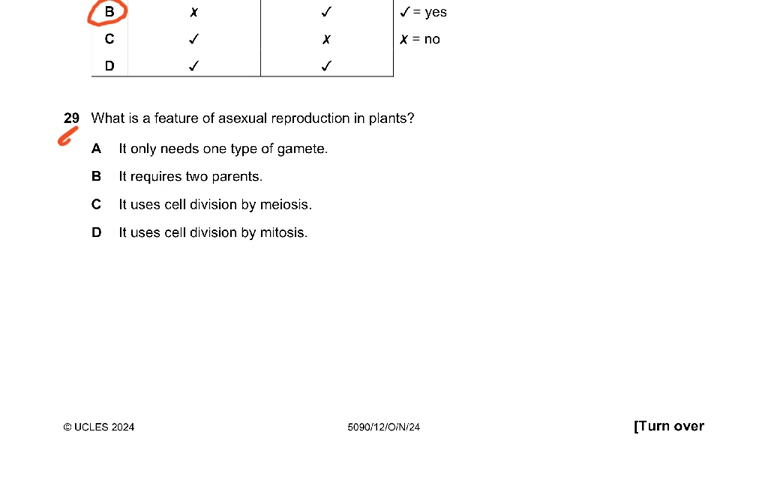 B ✗ ✓ ✓ = yes
C ✓ ✗ ✗ = no
D ✓ ✓
29 What is a feature of asexual reproduction in plants?
A It only needs one type of gamete.
B It requires two parents.
C It uses cell division by meiosis.
D It uses cell division by mitosis.
© UCLES 2024 5090/12/O/N/24 [Turn over